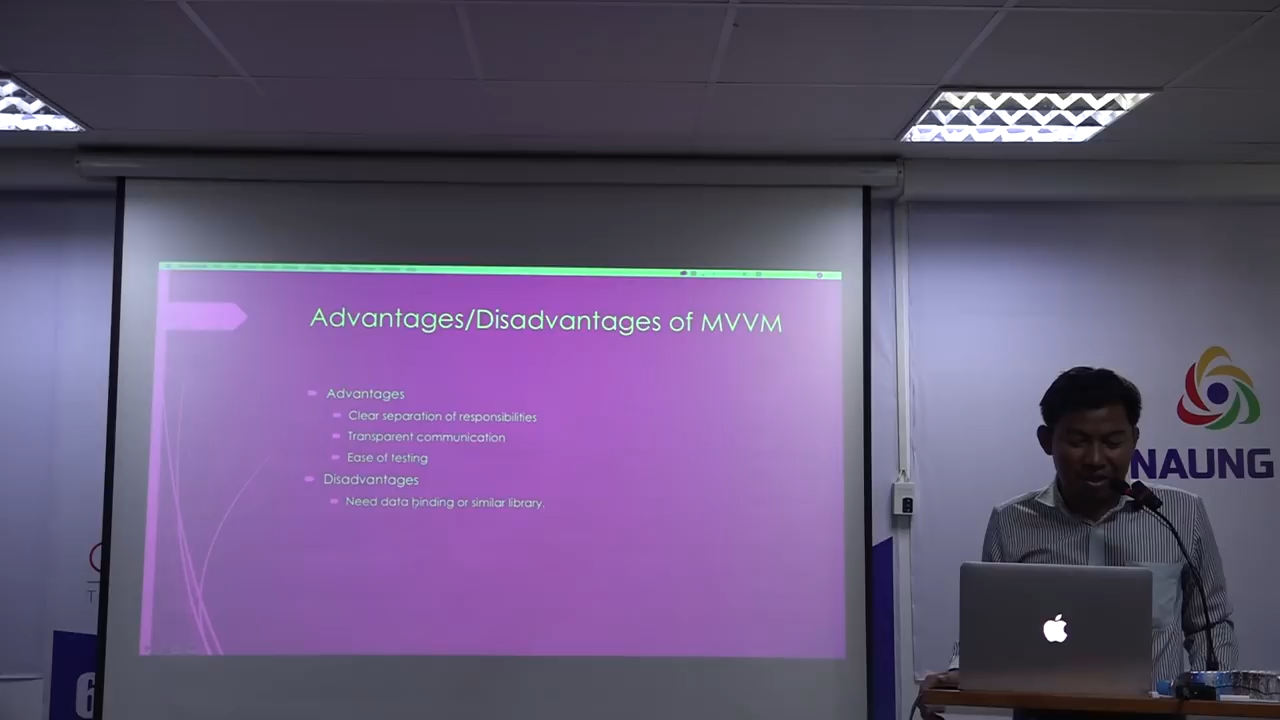 Advantages/Disadvantages of MVVM
Advantages
Clear separation of responsibilities
Transparent communication
Ease of testing
Disadvantages
Need data binding or similar library.
NAUNG
6
T